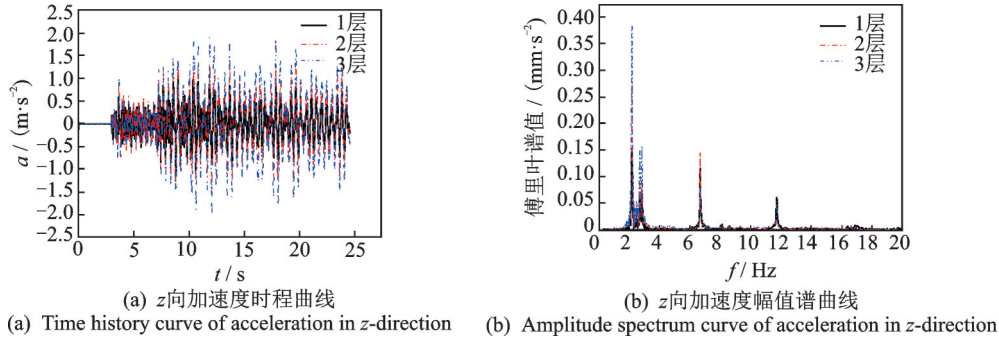 2.5
2.0
1.5
1.0
0.5
0
−0.5
−1.0
−1.5
−2.0
−2.5
a / (m·s⁻²)
1层
2层
3层
0 5 10 15 20 25
t / s
(a) z向加速度时程曲线
(a) Time history curve of acceleration in z-direction
0.40
0.35
0.30
0.25
0.20
0.15
0.10
0.05
0
傅里叶谱值 / (mm·s⁻²)
1层
2层
3层
0 2 4 6 8 10 12 14 16 18 20
f / Hz
(b) z向加速度幅值谱曲线
(b) Amplitude spectrum curve of acceleration in z-direction